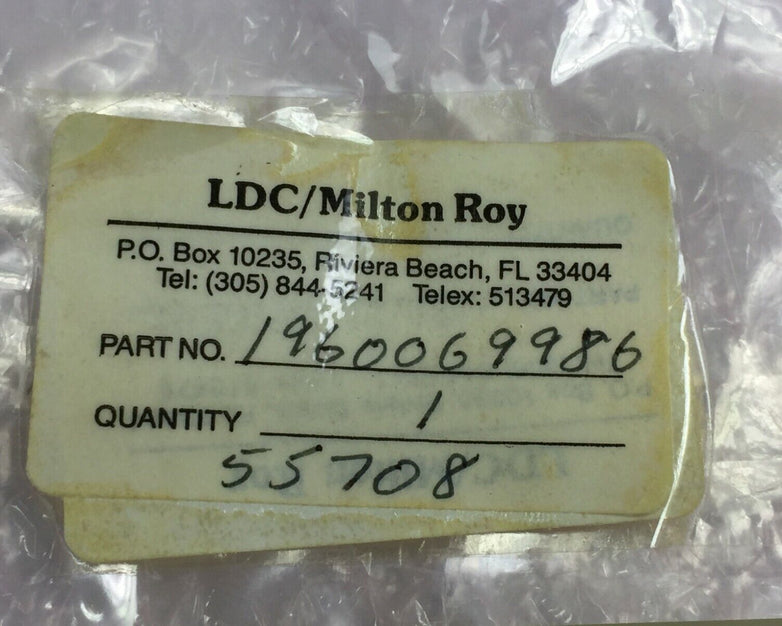 LDC/Milton Roy
P.O. Box 10235, Riviera Beach, FL 33404
Tel: (305) 844-5241 Telex: 513479
PART NO. 1960069986
QUANTITY 1
55708